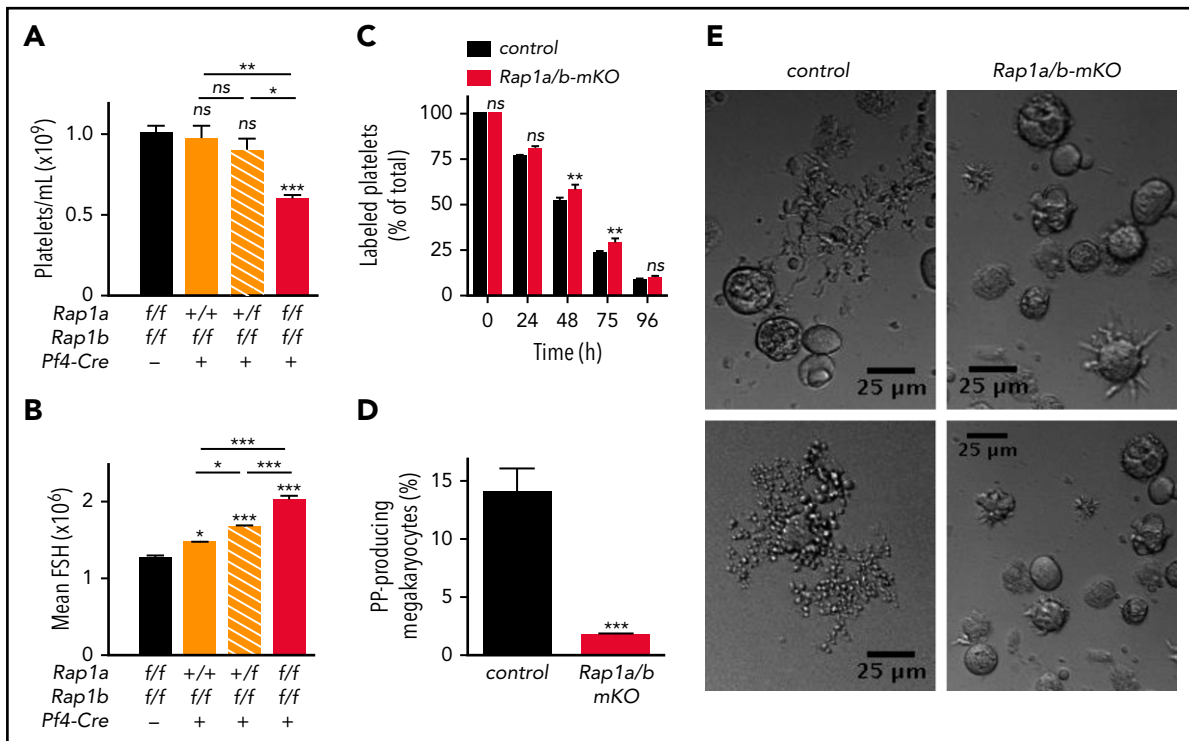 A
** 
ns *
ns ns ***
Platelets/mL (x10⁹)
1.0
0.5
0
Rap1a f/f +/+ +/f f/f
Rap1b f/f f/f f/f f/f
Pf4-Cre – + + +
B
***
* ***
* *** ***
Mean FSH (x10⁶)
2
1
0
Rap1a f/f +/+ +/f f/f
Rap1b f/f f/f f/f f/f
Pf4-Cre – + + +
C
control
Rap1a/b-mKO
ns ns ** ** ns
Labeled platelets
(% of total)
100
75
50
25
0
0 24 48 75 96
Time (h)
D
PP-producing
megakaryocytes (%)
15
10
5
0
***
control Rap1a/b
mKO
E
control Rap1a/b-mKO
25 µm 25 µm
25 µm 25 µm